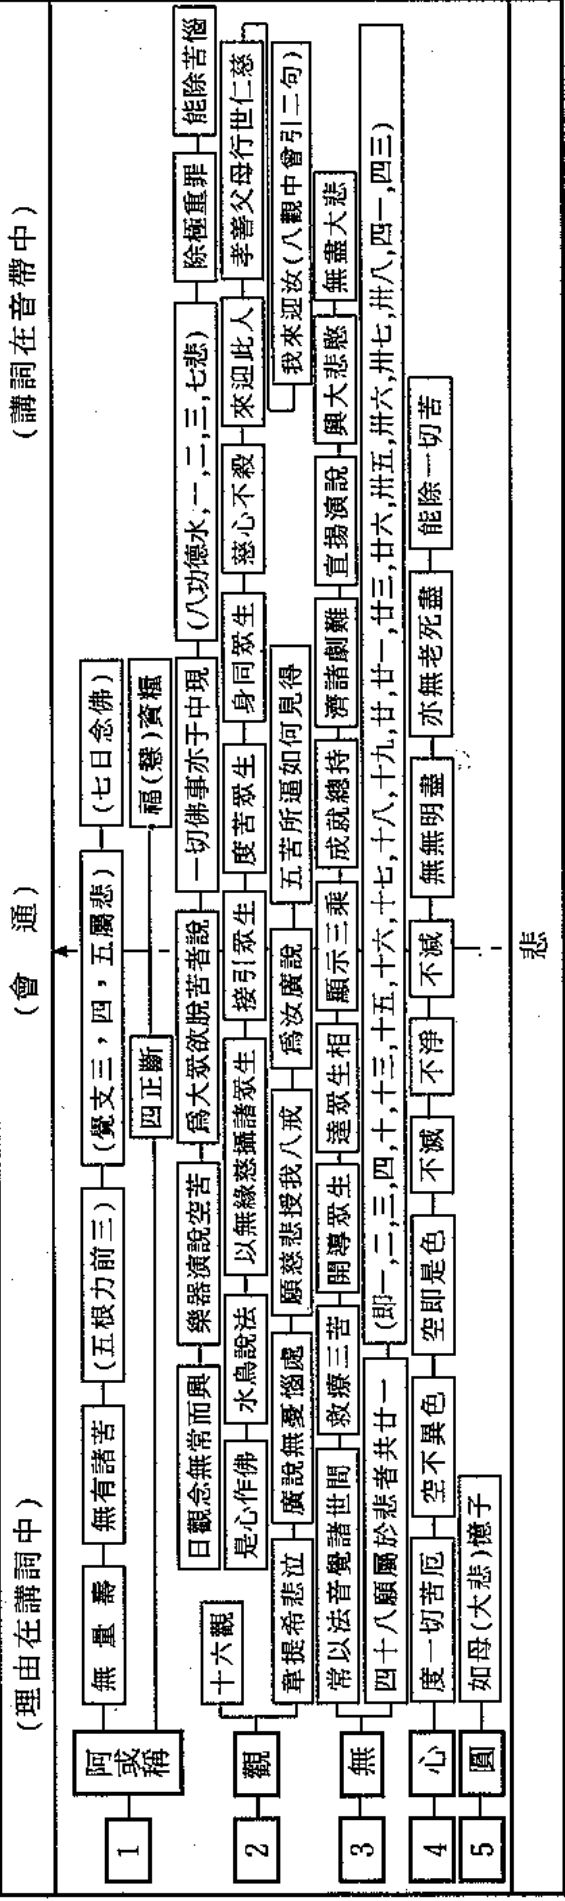 (理由在講詞中) (會 通) (講詞在音帶中)
1 阿或稱
無量壽 無有諸苦 (五根力前三) (覺支三，四，五屬悲) (七日念佛)
四正斷 福(慧)資糧
2 觀
十六觀
日觀念無常而興 樂器演說空苦 為大眾欲脫苦者說 一切佛事亦于中現 (八功德水,一,二,三,七悲) 除極重罪 能除苦惱
是心作佛 水鳥說法 以無緣慈攝諸眾生 接引眾生 度苦眾生 身同眾生 慈心不殺 來迎此人 孝善父母行世仁慈
韋提希悲泣 廣說無憂惱處 願慈悲授我八戒 為汝廣說 五苦所逼如何見得 我來迎汝(八觀中曾引二句)
3 無
常以法音覺諸世間 救療三苦 開導眾生 達眾生相 顯示三乘 成就總持 濟諸劇難 宣揚演說 興大悲愍 無盡大悲
四十八願屬於悲者共廿一 (即一,二,三,四,十,十三,十五,十六,十七,十八,十九,廿,廿一,廿三,廿六,卅五,卅六,卅七,卅八,四一,四三)
4 心
度一切苦厄 空不異色 空即是色 不滅 不淨 不減 無無明盡 亦無老死盡 能除一切苦
5 圓
如母(大悲)憶子
悲